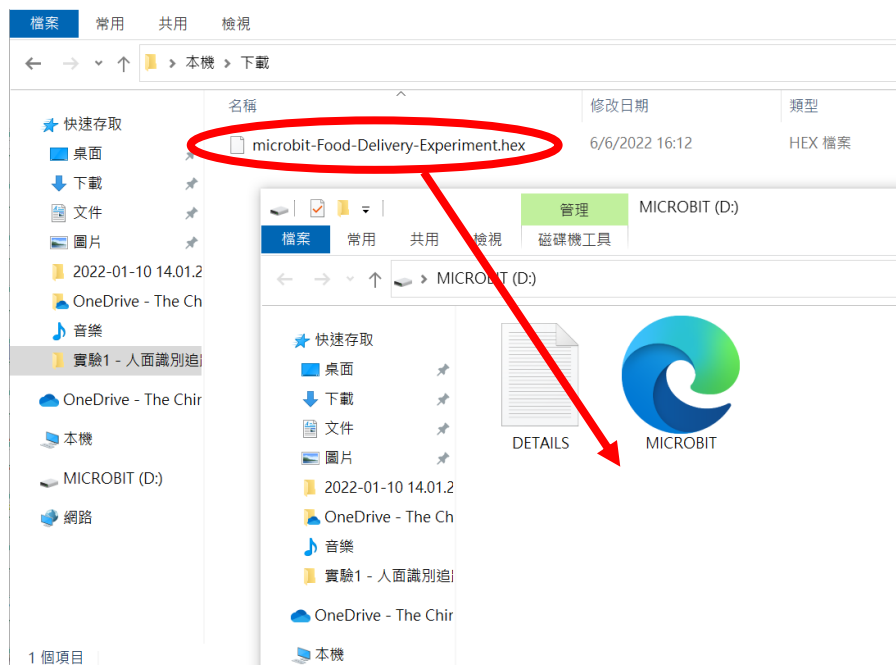 檔案 常用 共用 檢視
本機 下載
名稱 修改日期 類型
microbit-Food-Delivery-Experiment.hex 6/6/2022 16:12 HEX 檔案
快速存取
桌面
下載
文件
圖片
2022-01-10 14.01.2
OneDrive - The Ch
音樂
實驗1 - 人面識別追
OneDrive - The Chir
本機
MICROBIT (D:)
網路
1 個項目
管理 MICROBIT (D:)
檔案 常用 共用 檢視 磁碟機工具
MICROBIT (D:)
快速存取
桌面
下載
文件
圖片
2022-01-10 14.01.2
OneDrive - The Ch
音樂
實驗1 - 人面識別追
OneDrive - The Chir
本機
DETAILS MICROBIT